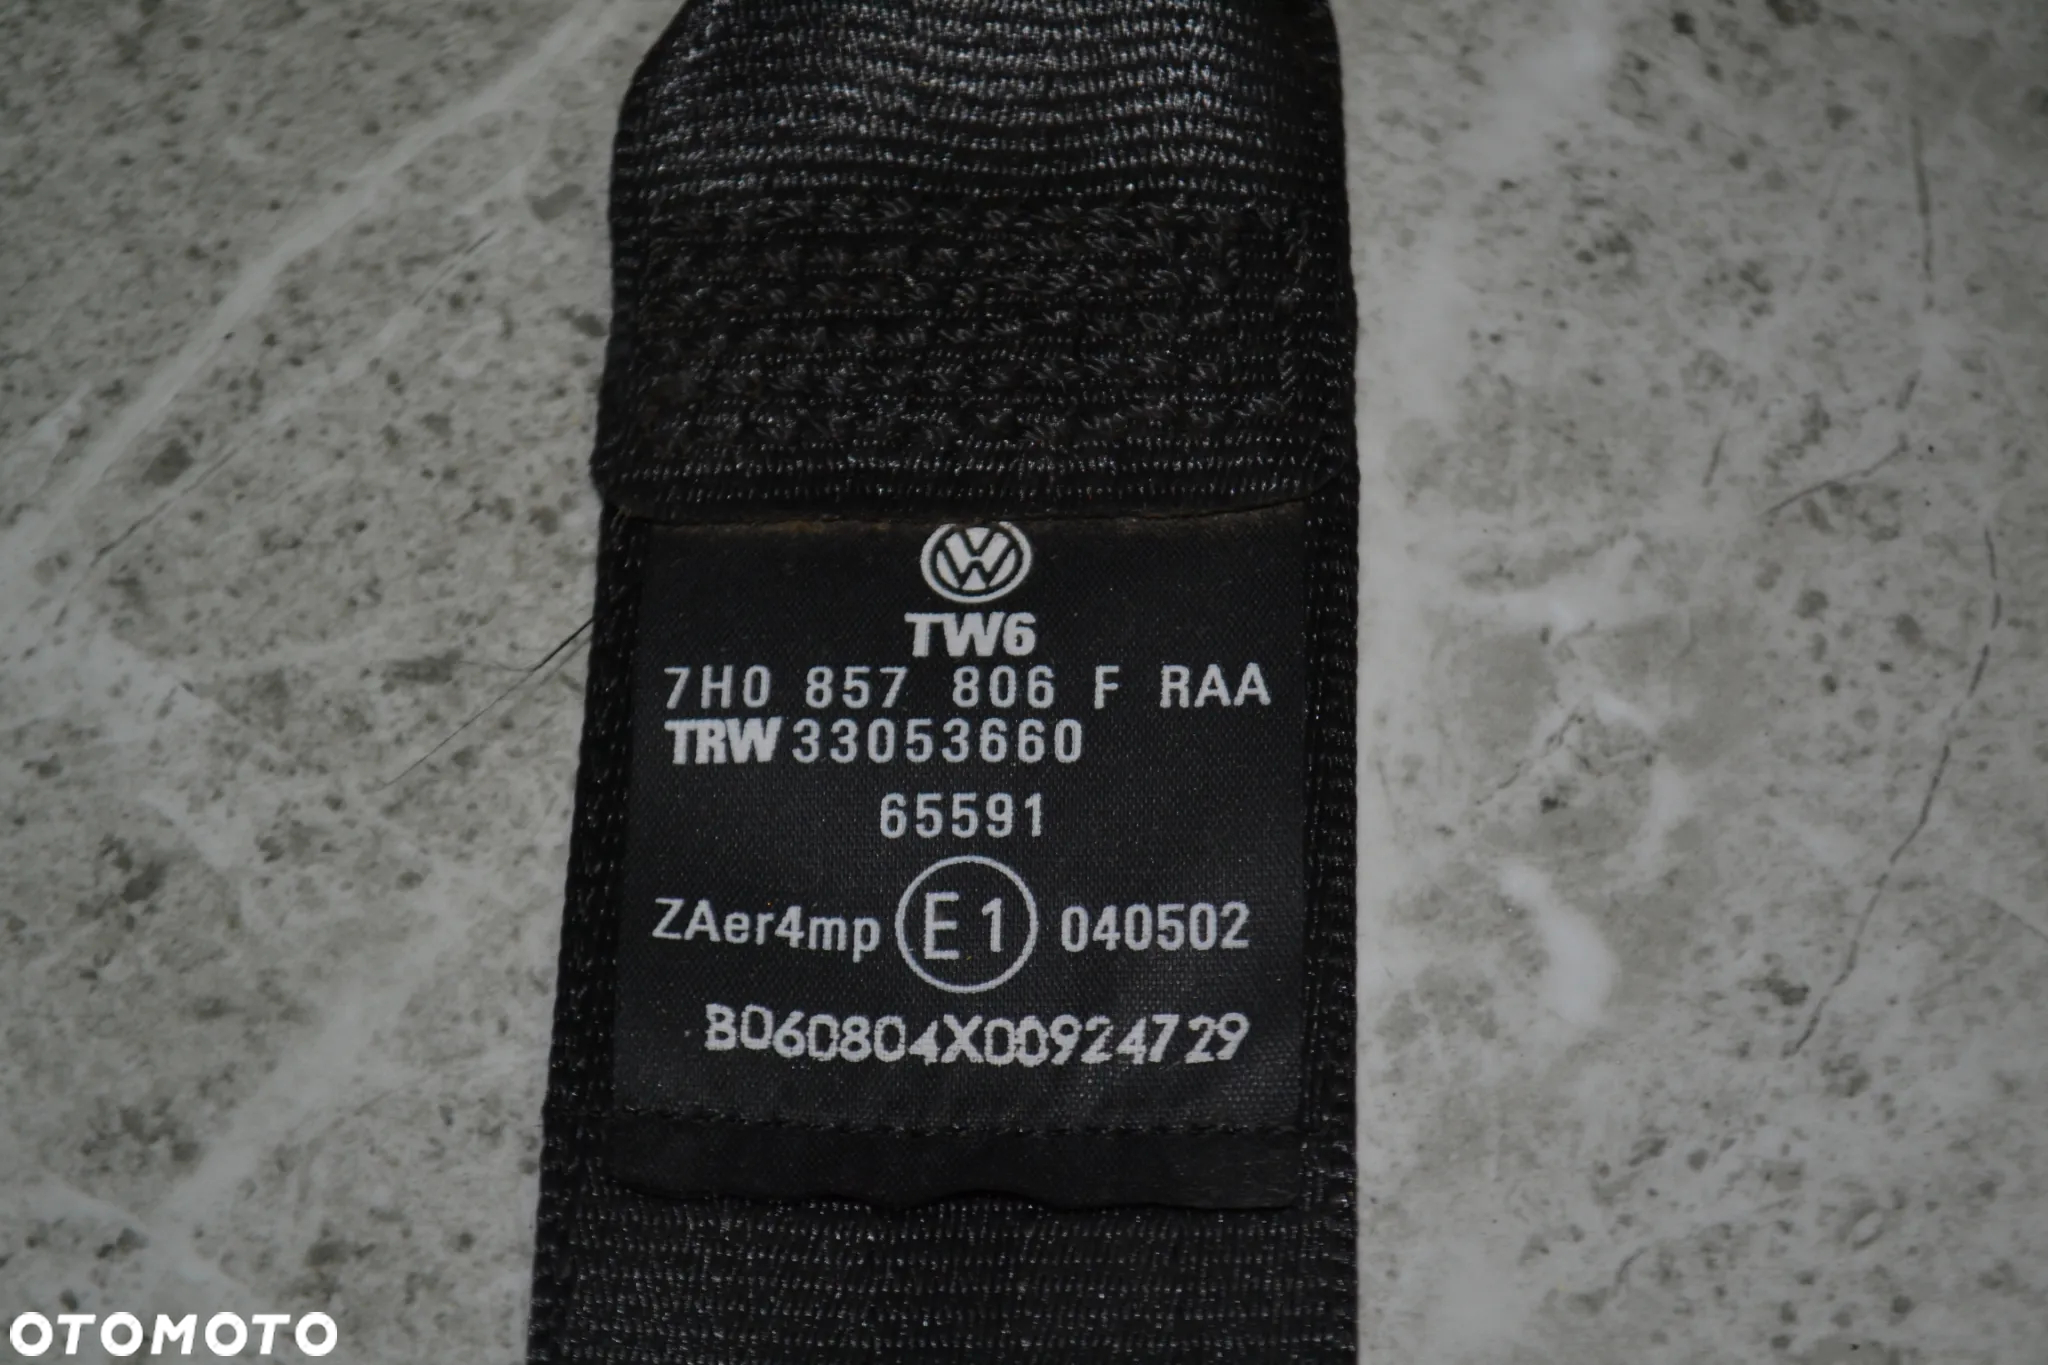 TW6
7H0 857 806 F RAA
TRW 33053660
65591
ZAer4mp E1 040502
B060804X00924729
OTOMOTO